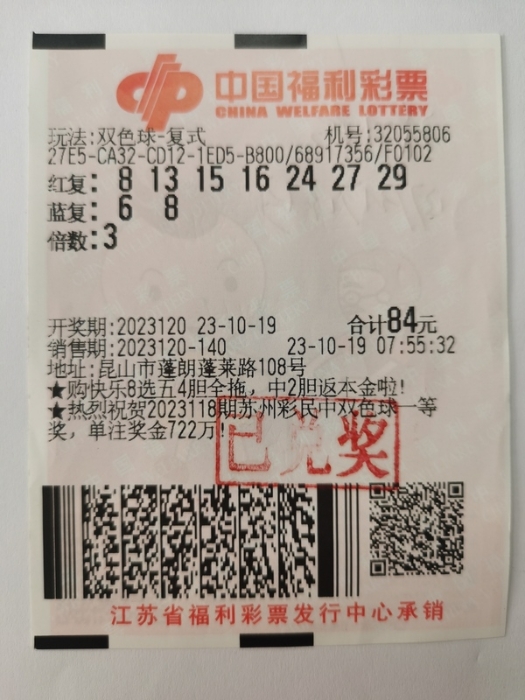 中国福利彩票
CHINA WELFARE LOTTERY
玩法:双色球-复式 机号:32055806
27E5-CA32-CD12-1ED5-B800/68917356/F0102
红复: 8 13 15 16 24 27 29
蓝复: 6 8
倍数:3
开奖期:2023120 23-10-19 合计84元
销售期:2023120-140 23-10-19 07:55:32
地址:昆山市蓬朗蓬莱路108号
★购快乐8选五4胆全拖，中2胆返本金啦!
★热烈祝贺2023118期苏州彩民中双色球一等
奖，单注奖金722万!
已兑奖
江苏省福利彩票发行中心承销